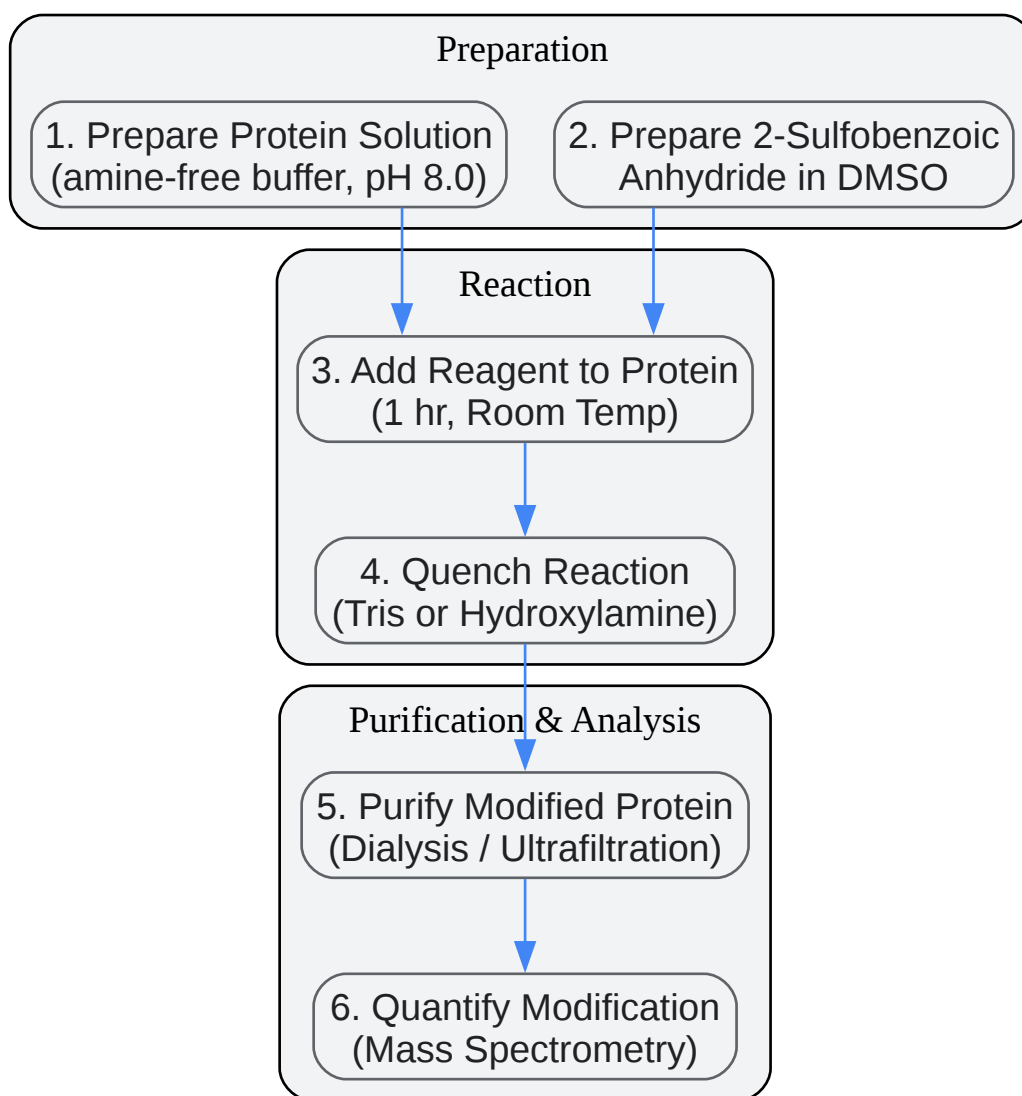 Preparation
1. Prepare Protein Solution
(amine-free buffer, pH 8.0)
2. Prepare 2-Sulfobenzoic
Anhydride in DMSO
Reaction
3. Add Reagent to Protein
(1 hr, Room Temp)
4. Quench Reaction
(Tris or Hydroxylamine)
Purification & Analysis
5. Purify Modified Protein
(Dialysis / Ultrafiltration)
6. Quantify Modification
(Mass Spectrometry)